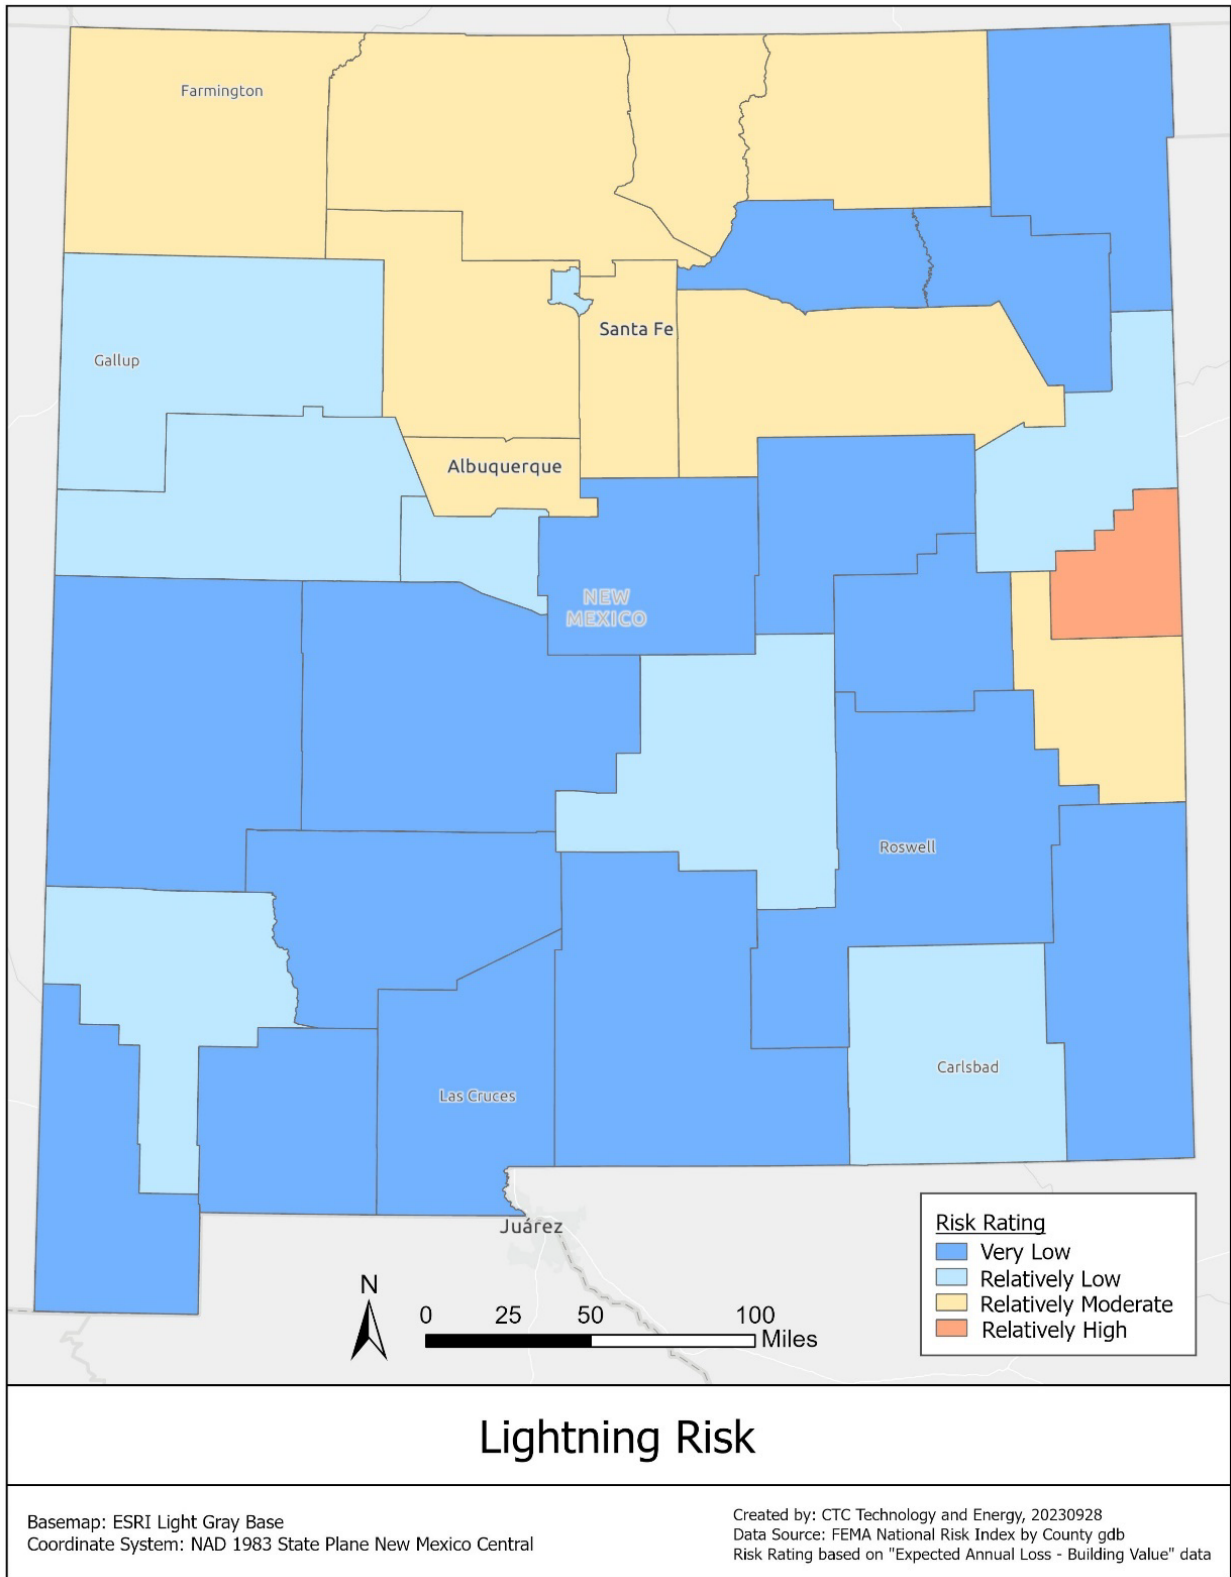 Farmington
Santa Fe
Gallup
Albuquerque
NEW
MEXICO
Roswell
Carlsbad
Las Cruces
Juárez
Risk Rating
Very Low
Relatively Low
Relatively Moderate
Relatively High
N
0 25 50 100
Miles
Lightning Risk
Basemap: ESRI Light Gray Base
Coordinate System: NAD 1983 State Plane New Mexico Central
Created by: CTC Technology and Energy, 20230928
Data Source: FEMA National Risk Index by County gdb
Risk Rating based on "Expected Annual Loss - Building Value" data